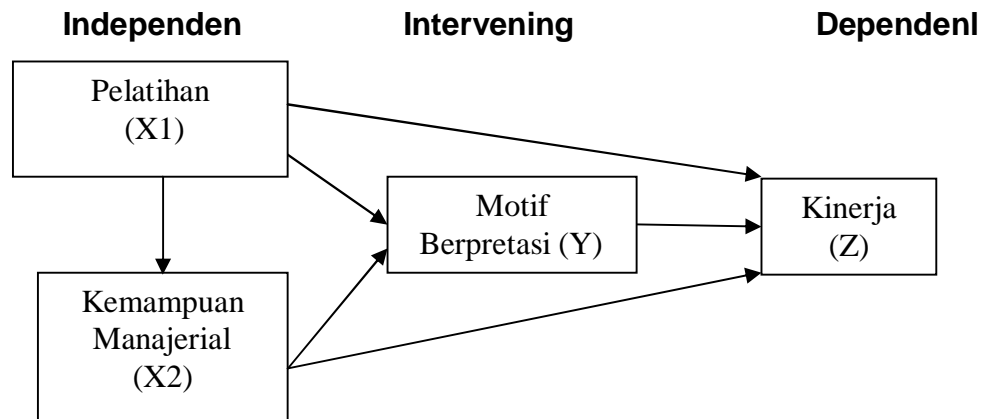 Independen Intervening Dependenl
Pelatihan
(X1)
Motif
Berpretasi (Y)
Kinerja
(Z)
Kemampuan
Manajerial
(X2)